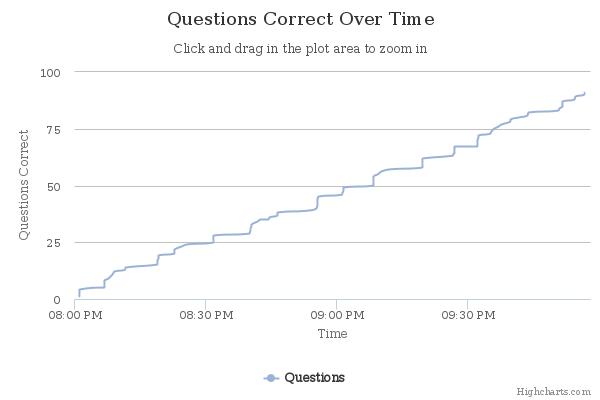 Questions Correct Over Time
Click and drag in the plot area to zoom in
Questions Correct
100
75
50
25
0
08:00 PM 08:30 PM 09:00 PM 09:30 PM
Time
Questions
Highcharts.com